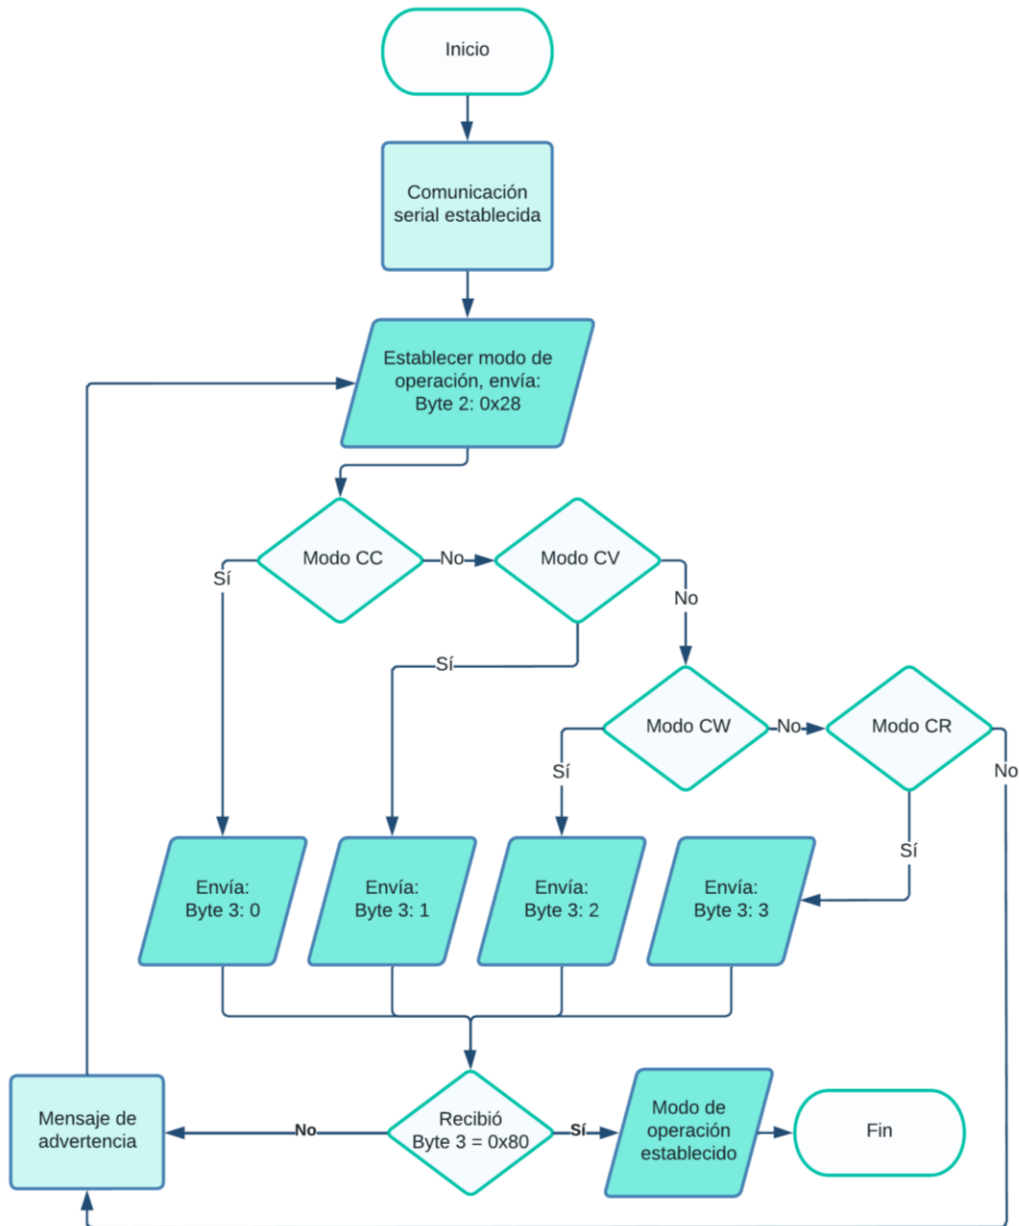 Inicio
Comunicación
serial establecida
Establecer modo de
operación, envía:
Byte 2: 0x28
Modo CC
No
Modo CV
Sí
No
Sí
Modo CW
No
Modo CR
Sí
No
Sí
Envía:
Byte 3: 0
Envía:
Byte 3: 1
Envía:
Byte 3: 2
Envía:
Byte 3: 3
Mensaje de
advertencia
No
Recibió
Byte 3 = 0x80
Sí
Modo de
operación
establecido
Fin